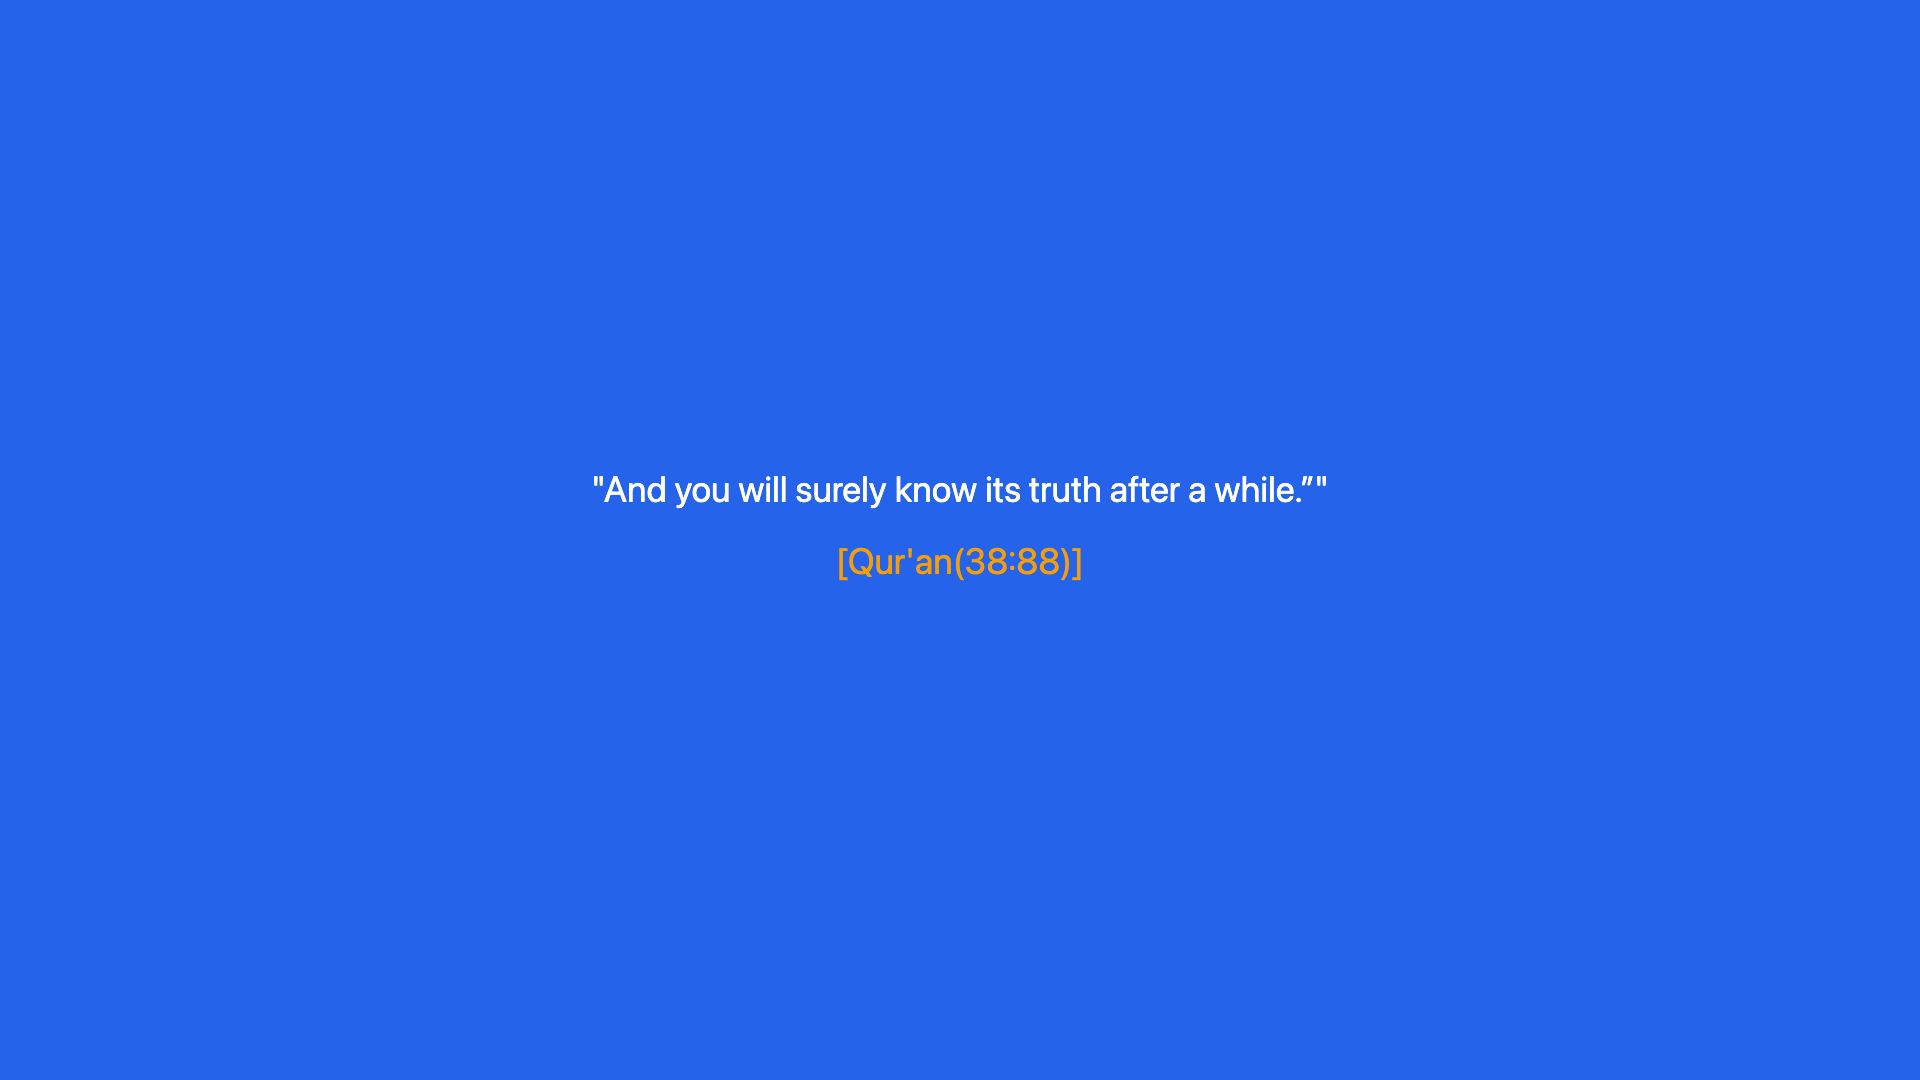 "And you will surely know its truth after a while.”"
[Qur'an(38:88)]